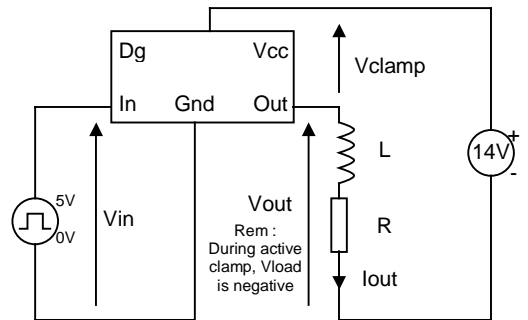 Dg
Vcc
Vclamp
In
Gnd
Out
14V
+
-
L
5V
0V
Vin
Vout
R
Rem :
During active
clamp, Vload
is negative
Iout